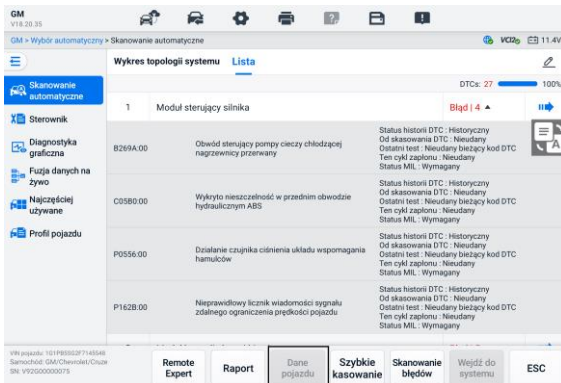 GM
V18.20.35
GM > Wybór automatyczny > Skanowanie automatyczne
VCI 11.4V
Wykres topologii systemu Lista
DTCs: 27 100%
Skanowanie automatyczne
Sterownik
Diagnostyka graficzna
Fuzja danych na żywo
Najczęściej używane
Profil pojazdu
1 Moduł sterujący silnika Błąd | 4
B269A:00 Obwód sterujący pompy cieczy chłodzącej
nagrzewnicy przerwany
Status historii DTC : Historyczny
Od skasowania DTC : Nieudany
Ostatni test : Nieudany bieżący kod DTC
Ten cykl zapłonu : Nieudany
Status MIL : Wymagany
C05B0:00 Wykryto nieszczelność w przednim obwodzie
hydraulicznym ABS
Status historii DTC : Historyczny
Od skasowania DTC : Nieudany
Ostatni test : Nieudany bieżący kod DTC
Ten cykl zapłonu : Nieudany
Status MIL : Wymagany
P0556:00 Działanie czujnika ciśnienia układu wspomagania
hamulców
Status historii DTC : Historyczny
Od skasowania DTC : Nieudany
Ostatni test : Nieudany bieżący kod DTC
Ten cykl zapłonu : Nieudany
Status MIL : Wymagany
P162B:00 Nieprawidłowy licznik wiadomości sygnału
zdalnego ograniczenia prędkości pojazdu
Status historii DTC : Historyczny
Od skasowania DTC : Nieudany
Ostatni test : Nieudany bieżący kod DTC
Ten cykl zapłonu : Nieudany
Status MIL : Wymagany
VIN pojazdu:
Samochód: GM/Chevrolet/Cruze
SN: V92G00000075
Remote Expert
Raport
Dane pojazdu
Szybkie kasowanie
Skanowanie błędów
Wejdź do systemu
ESC